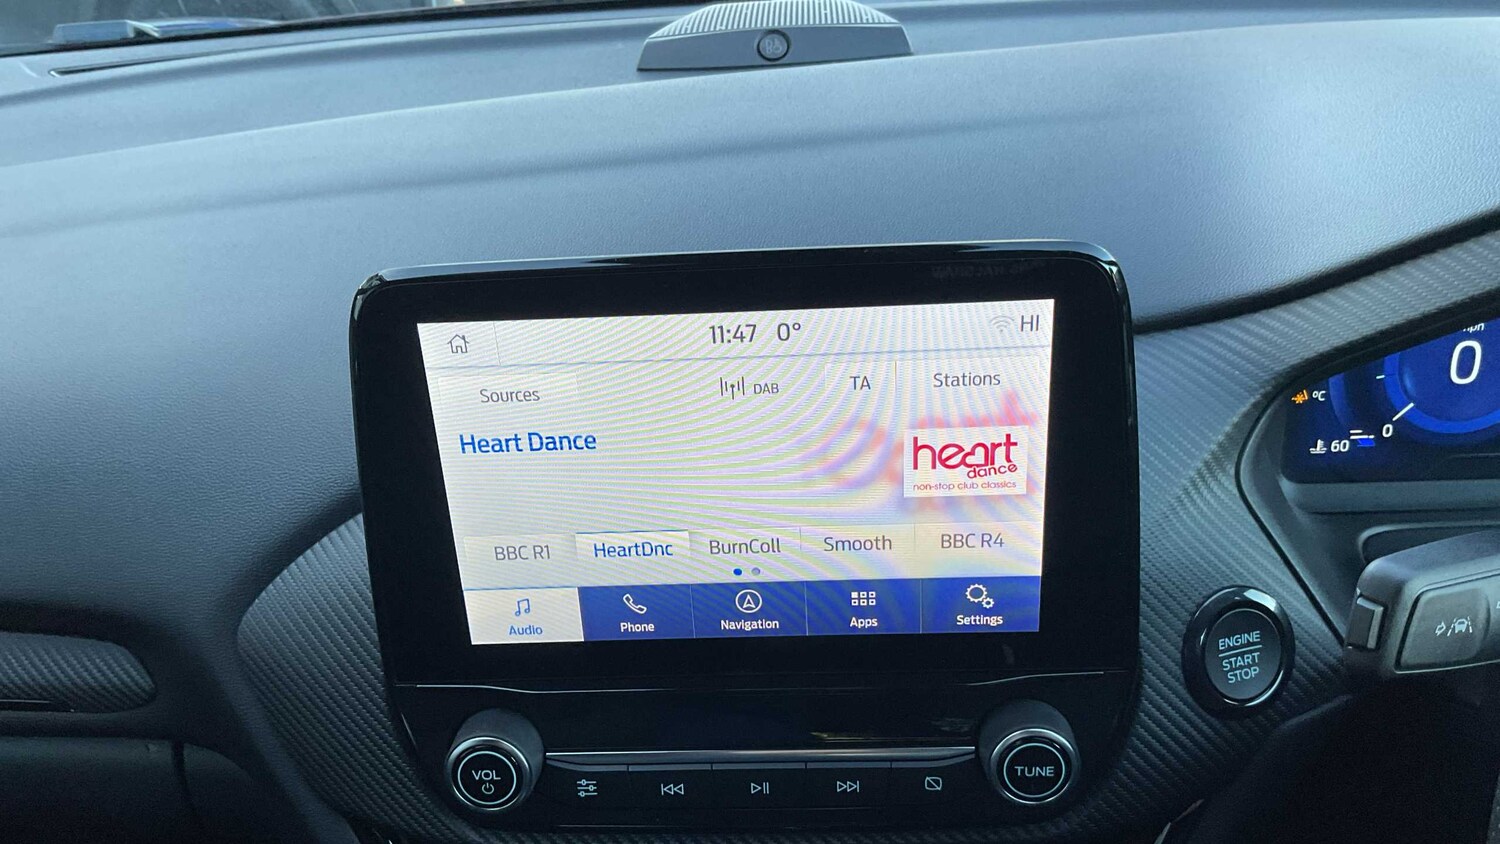 11:47 0° HI
Sources DAB TA Stations
Heart Dance
heart
dance
non-stop club classics
BBC R1 HeartDnc BurnColl Smooth BBC R4
Audio Phone Navigation Apps Settings
mph
0
°C
60
0
ENGINE
START
STOP
VOL
TUNE